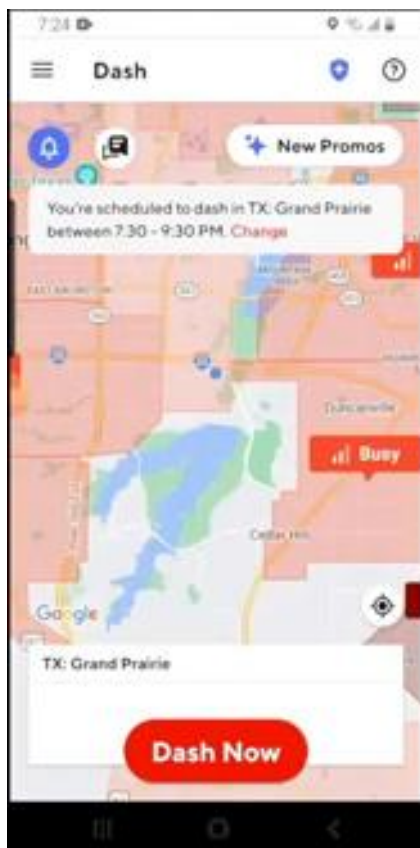 7:24
Dash
New Promos
You're scheduled to dash in TX: Grand Prairie
between 7:30 - 9:30 PM. Change
Duncanville
Busy
Cedar Hill
Google
TX: Grand Prairie
Dash Now